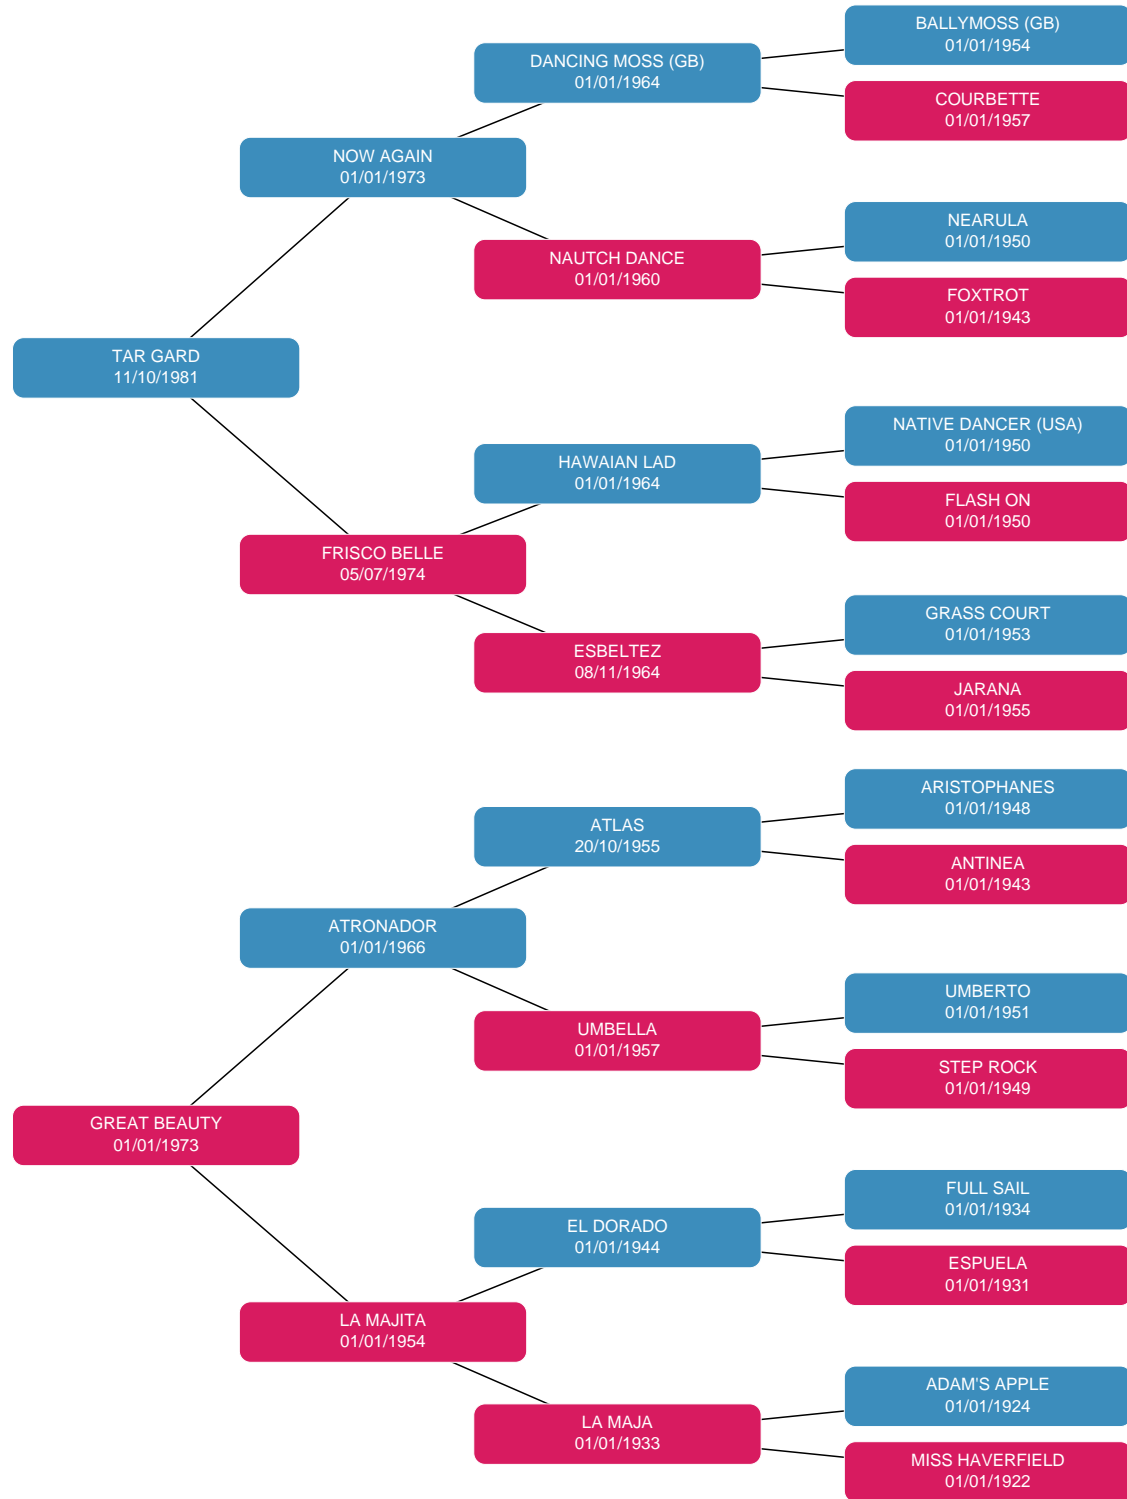 BALLYMOSS (GB)
01/01/1954
DANCING MOSS (GB)
01/01/1964
COURBETTE
01/01/1957
NOW AGAIN
01/01/1973
NEARULA
01/01/1950
NAUTCH DANCE
01/01/1960
FOXTROT
01/01/1943
TAR GARD
11/10/1981
NATIVE DANCER (USA)
01/01/1950
HAWAIAN LAD
01/01/1964
FLASH ON
01/01/1950
FRISCO BELLE
05/07/1974
GRASS COURT
01/01/1953
ESBELTEZ
08/11/1964
JARANA
01/01/1955
ARISTOPHANES
01/01/1948
ATLAS
20/10/1955
ANTINEA
01/01/1943
ATRONADOR
01/01/1966
UMBERTO
01/01/1951
UMBELLA
01/01/1957
STEP ROCK
01/01/1949
GREAT BEAUTY
01/01/1973
FULL SAIL
01/01/1934
EL DORADO
01/01/1944
ESPUELA
01/01/1931
LA MAJITA
01/01/1954
ADAM'S APPLE
01/01/1924
LA MAJA
01/01/1933
MISS HAVERFIELD
01/01/1922